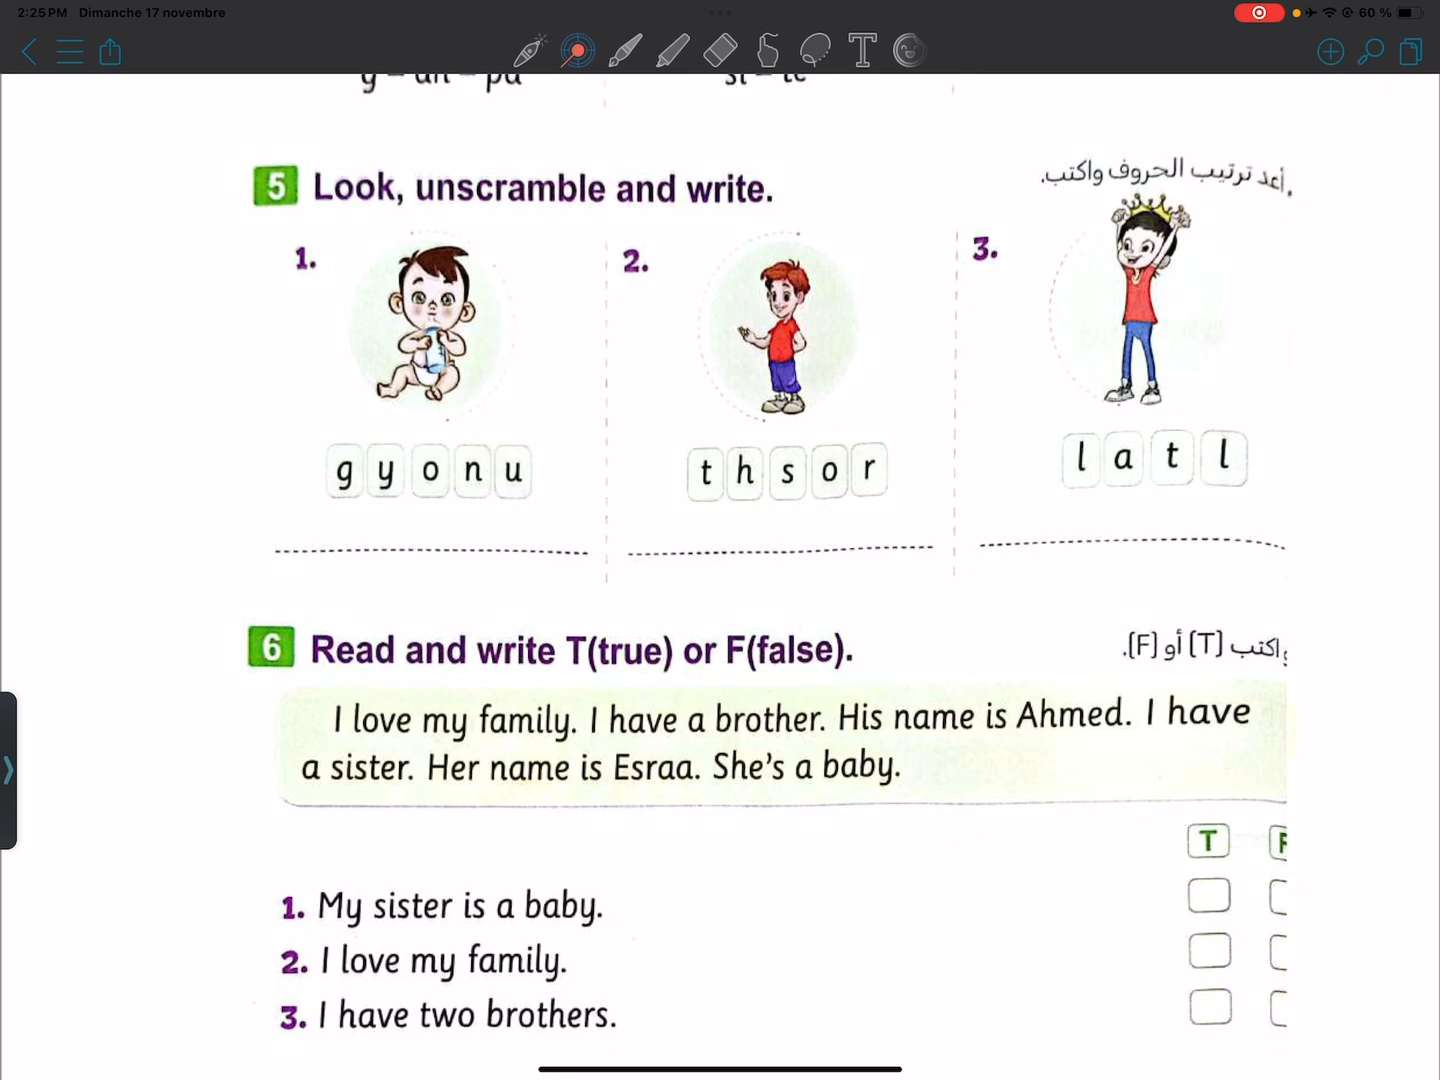 2:25 PM Dimanche 17 novembre
60 %
5 Look, unscramble and write.
أعد ترتيب الحروف واكتب.
1.
2.
3.
g y o n u
t h s o r
l a t l
6 Read and write T(true) or F(false).
اكتب (T) أو (F).
I love my family. I have a brother. His name is Ahmed. I have
a sister. Her name is Esraa. She's a baby.
T F
1. My sister is a baby.
2. I love my family.
3. I have two brothers.